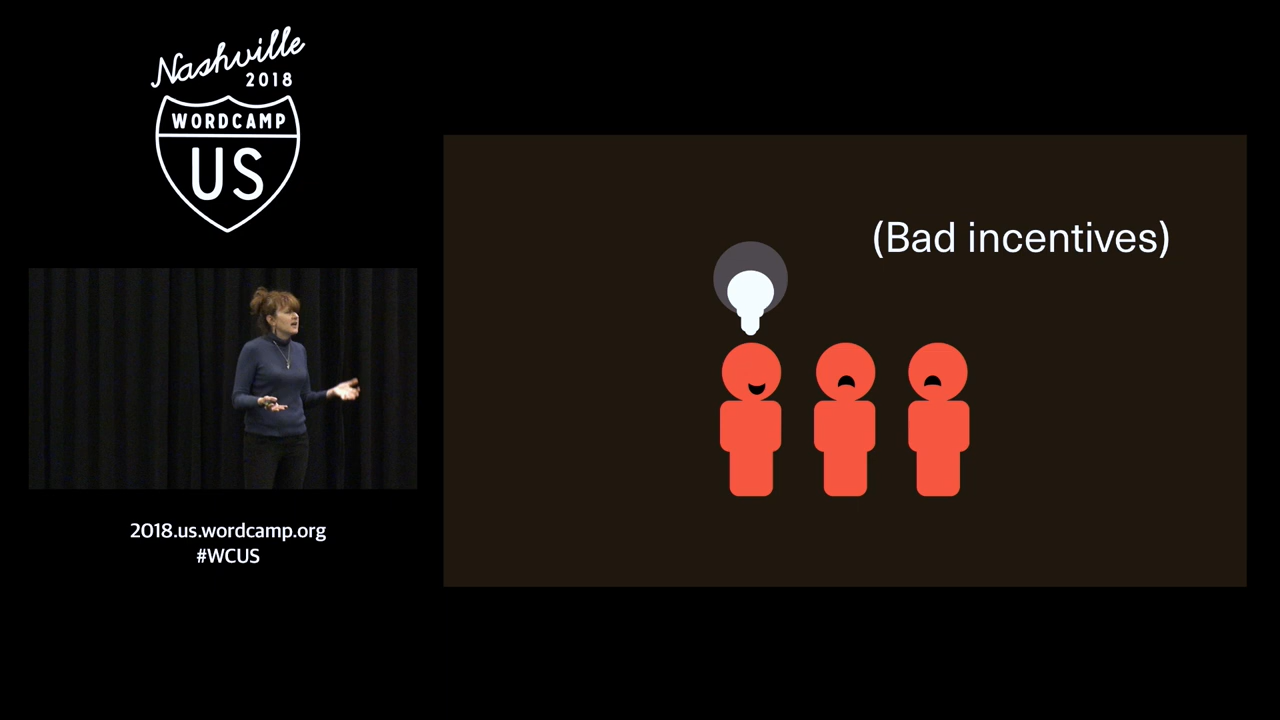 Nashville
2018
WORDCAMP
US
(Bad incentives)
2018.us.wordcamp.org
#WCUS